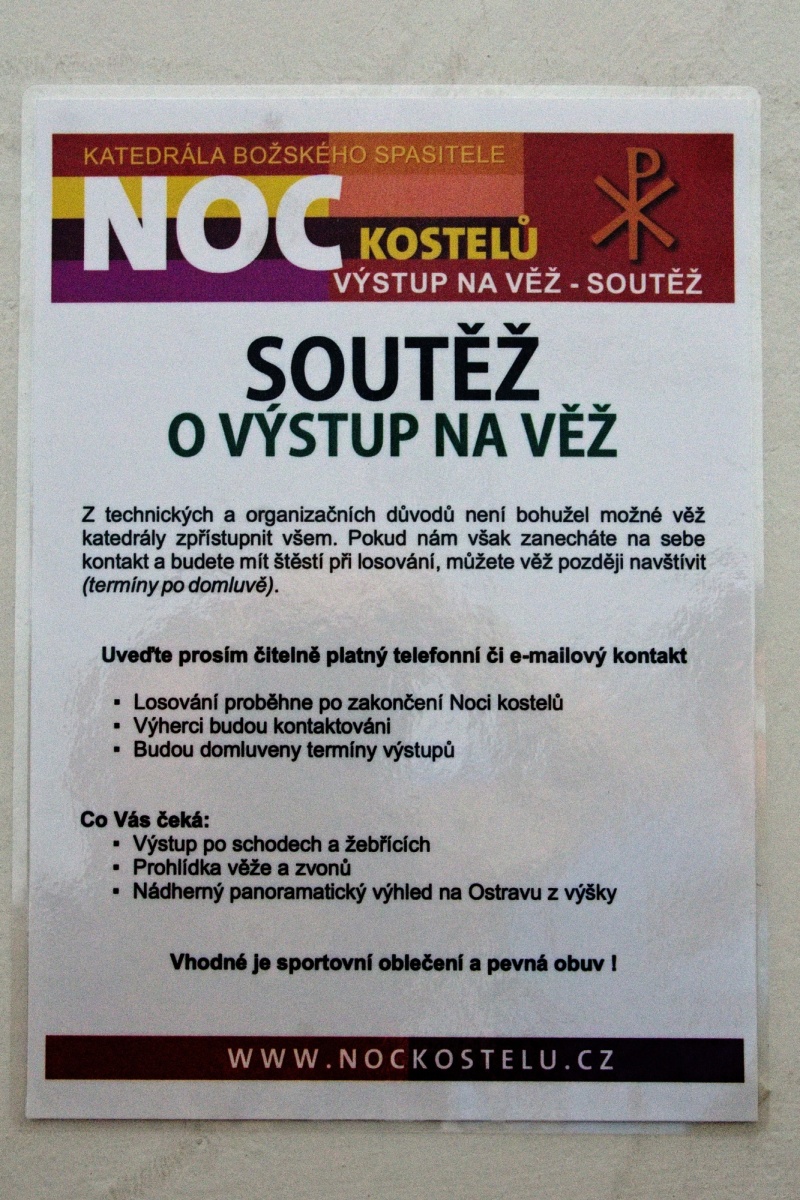 KATEDRÁLA BOŽSKÉHO SPASITELE
NOC KOSTELŮ
VÝSTUP NA VĚŽ - SOUTĚŽ
SOUTĚŽ
O VÝSTUP NA VĚŽ
Z technických a organizačních důvodů není bohužel možné věž
katedrály zpřístupnit všem. Pokud nám však zanecháte na sebe
kontakt a budete mít štěstí při losování, můžete věž později navštívit
(termíny po domluvě).
Uveďte prosím čitelně platný telefonní či e-mailový kontakt
▪ Losování proběhne po zakončení Noci kostelů
▪ Výherci budou kontaktováni
▪ Budou domluveny termíny výstupů
Co Vás čeká:
▪ Výstup po schodech a žebřících
▪ Prohlídka věže a zvonů
▪ Nádherný panoramatický výhled na Ostravu z výšky
Vhodné je sportovní oblečení a pevná obuv !
WWW.NOCKOSTELU.CZ